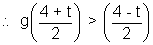 ∴ g((4 + t)/2) > ((4 - t)/2)